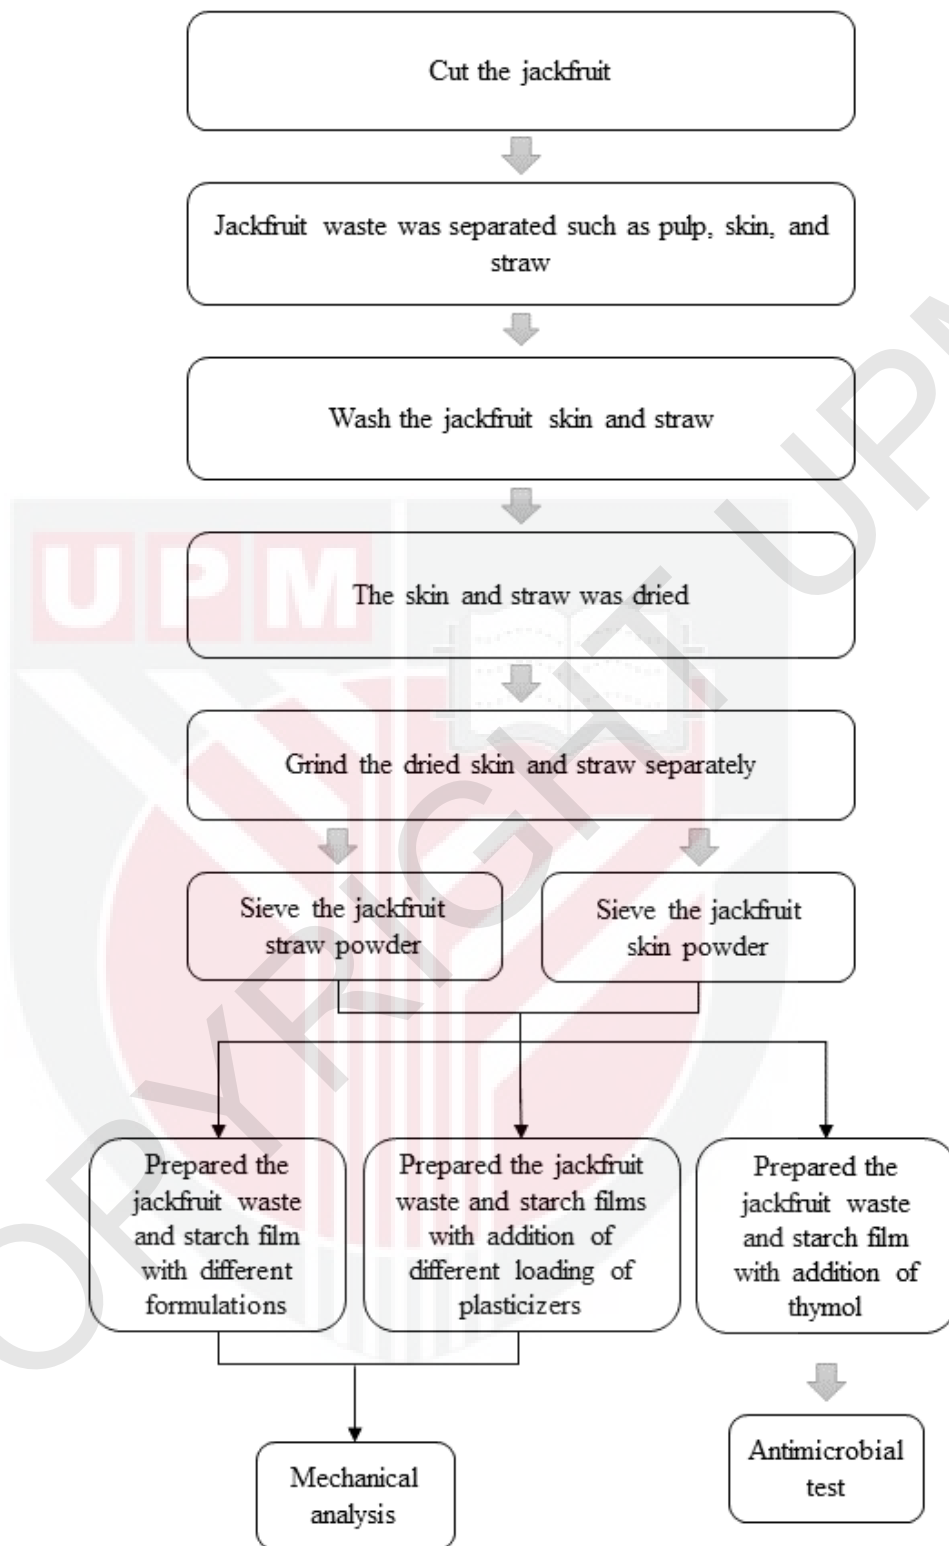 Cut the jackfruit
Jackfruit waste was separated such as pulp, skin, and
straw
Wash the jackfruit skin and straw
UPM
The skin and straw was dried
Grind the dried skin and straw separately
Sieve the jackfruit
straw powder
Sieve the jackfruit
skin powder
Prepared the
jackfruit waste
and starch film
with different
formulations
Prepared the jackfruit
waste and starch films
with addition of
different loading of
plasticizers
Prepared the
jackfruit waste
and starch film
with addition of
thymol
Mechanical
analysis
Antimicrobial
test
COPYRIGHT UPM